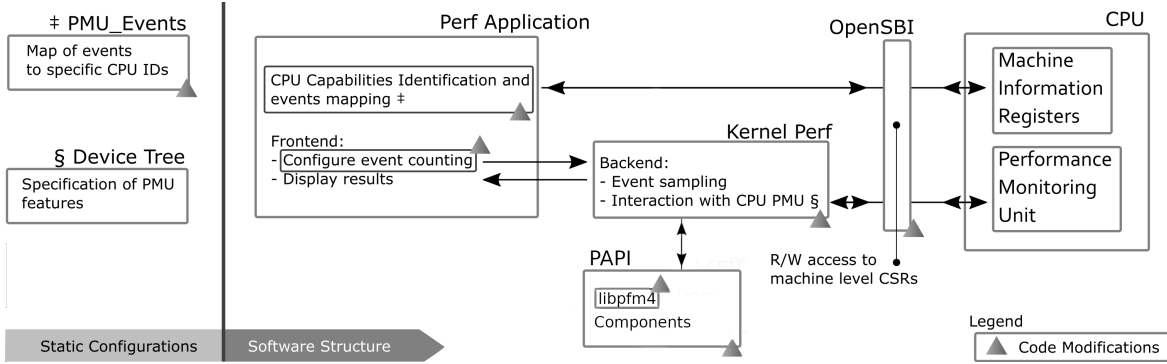 ‡ PMU_Events
Map of events
to specific CPU IDs
§ Device Tree
Specification of PMU
features
Static Configurations
Software Structure
Perf Application
CPU Capabilities Identification and
events mapping ‡
Frontend:
- Configure event counting
- Display results
Kernel Perf
Backend:
- Event sampling
- Interaction with CPU PMU §
PAPI
libpfm4
Components
OpenSBI
R/W access to
machine level CSRs
CPU
Machine
Information
Registers
Performance
Monitoring
Unit
Legend
Code Modifications